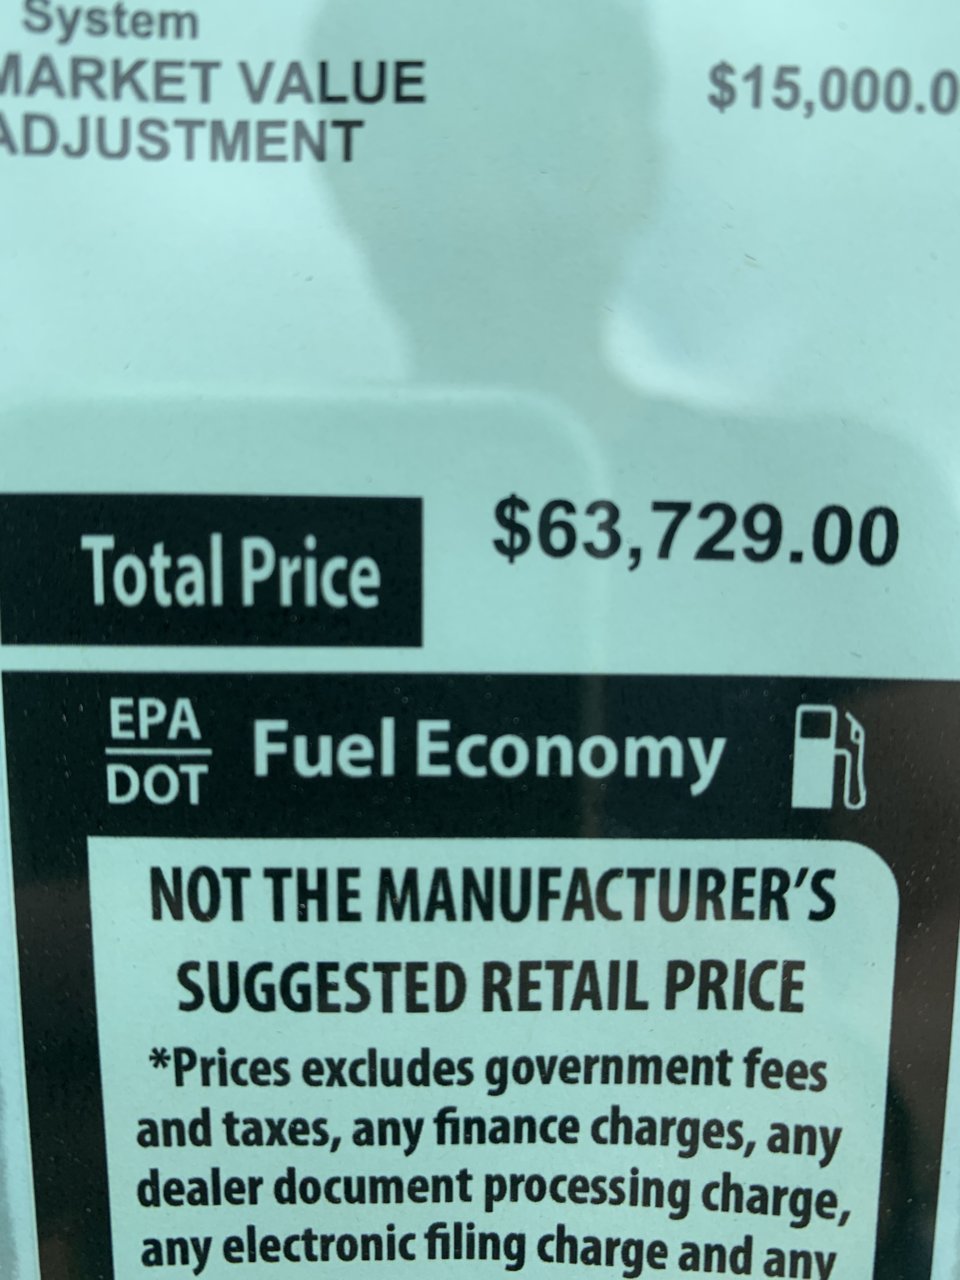 System
MARKET VALUE
ADJUSTMENT
$15,000.0
Total Price
$63,729.00
EPA
DOT
Fuel Economy
NOT THE MANUFACTURER'S
SUGGESTED RETAIL PRICE
*Prices excludes government fees
and taxes, any finance charges, any
dealer document processing charge,
any electronic filing charge and any